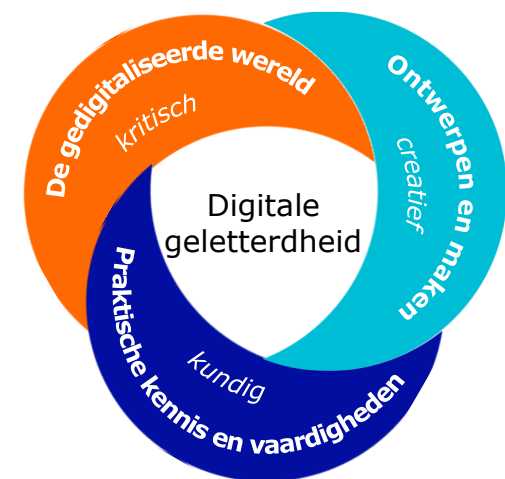 De gedigitaliseerde wereld
kritisch
Ontwerpen en maken
creatief
Digitale
geletterdheid
Praktische kennis en vaardigheden
kundig